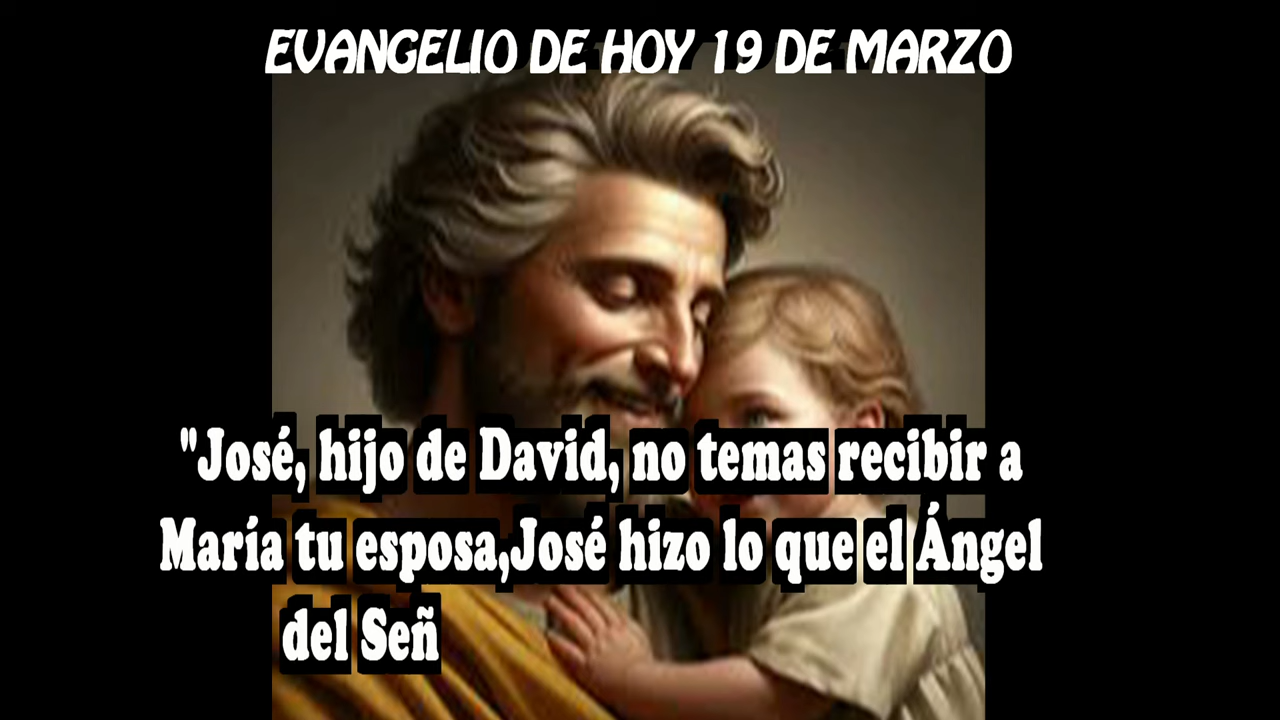 EVANGELIO DE HOY 19 DE MARZO
"José, hijo de David, no temas recibir a
María tu esposa,José hizo lo que el Ángel
del Señ